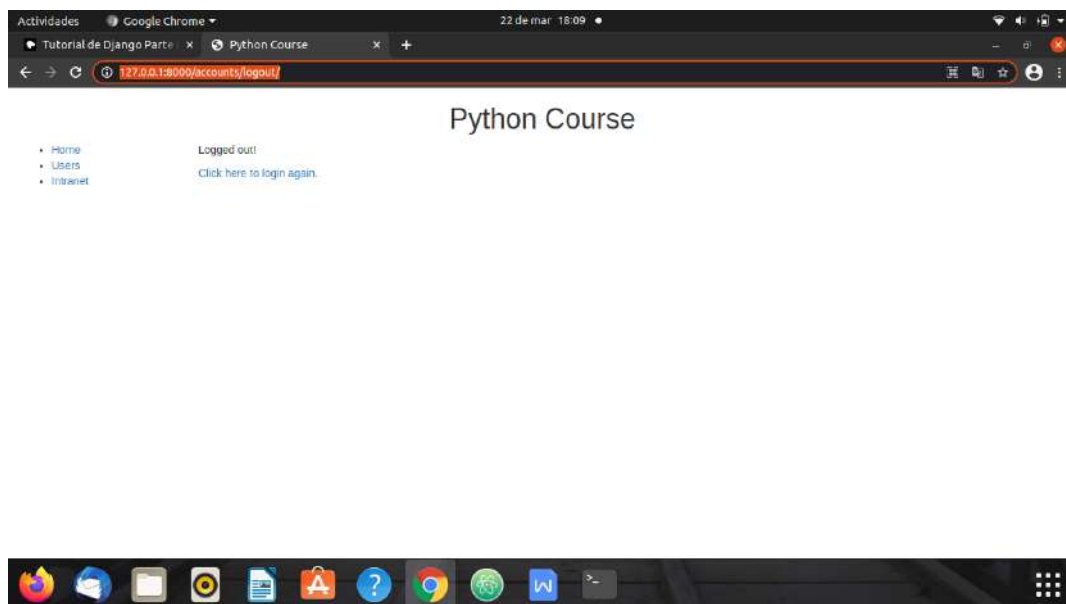 Actividades Google Chrome 22 de mar 18:09
Tutorial de Django Parte Python Course
127.0.0.1:8000/accounts/logout/
Python Course
Home
Users
Intranet
Logged out!
Click here to login again.